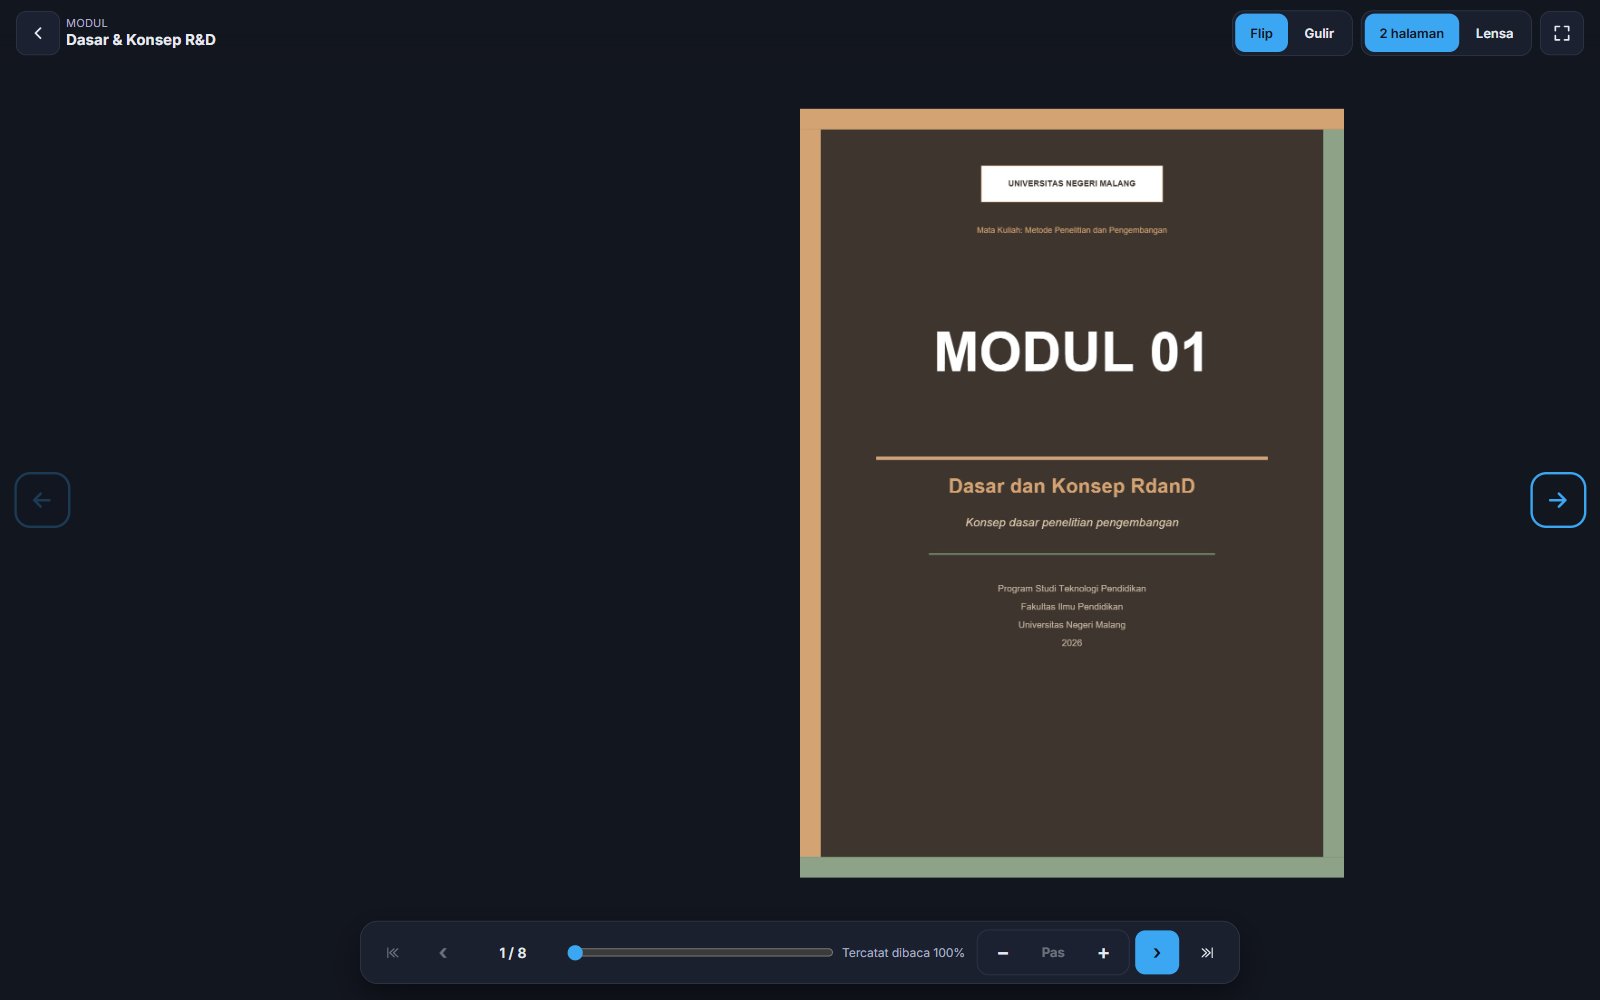 MODUL
Dasar & Konsep R&D
Flip
Gulir
2 halaman
Lensa
UNIVERSITAS NEGERI MALANG
Mata Kuliah: Metode Penelitian dan Pengembangan
MODUL 01
Dasar dan Konsep RdanD
Konsep dasar penelitian pengembangan
Program Studi Teknologi Pendidikan
Fakultas Ilmu Pendidikan
Universitas Negeri Malang
2026
1 / 8
Tercatat dibaca 100%
− Pas +